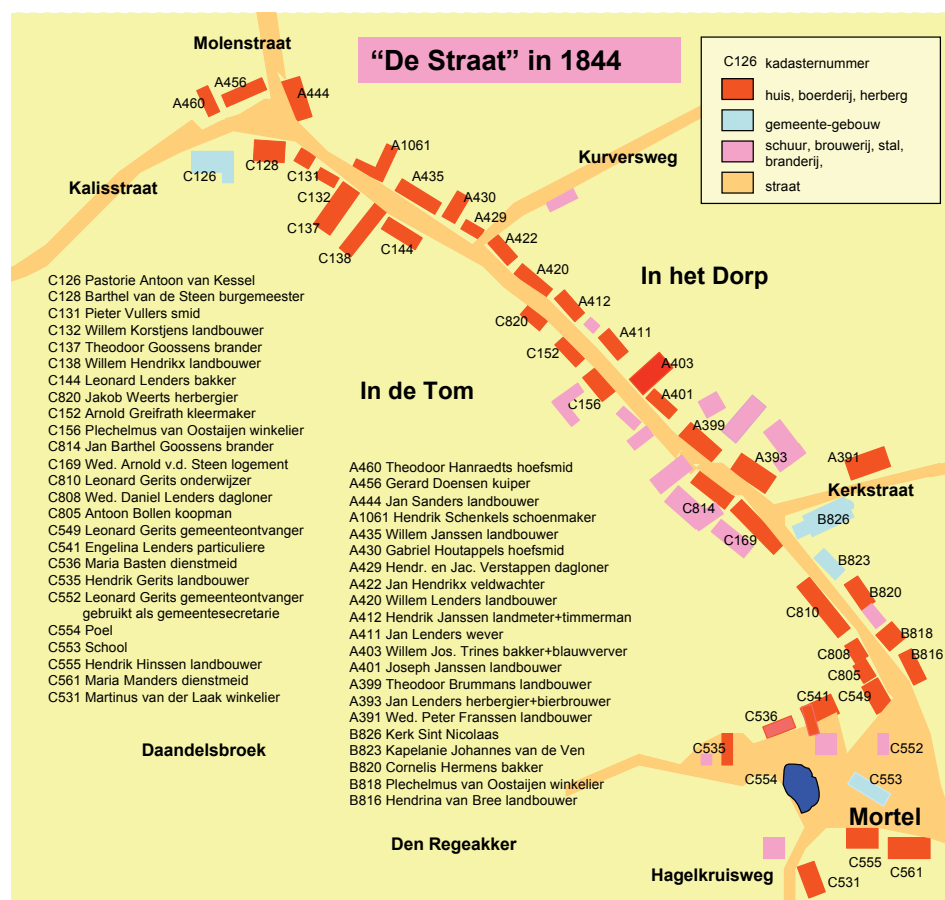 “De Straat” in 1844
C126 kadasternummer
huis, boerderij, herberg
gemeente-gebouw
schuur, brouwerij, stal,
branderij,
straat
Molenstraat
A456
A460
A444
A1061
Kurversweg
C128
C126
C131
A435
Kalisstraat
C132
A430
A429
C137
C144
A422
C138
A420
In het Dorp
A412
C820
A411
C152
A403
In de Tom
A401
C156
A399
A393
A391
Kerkstraat
C814
B826
C169
B823
B820
C810
B818
C808
B816
C805
C541
C549
C536
C535
C552
C554
C553
Mortel
C555
C561
Hagelkruisweg
C531
C126 Pastorie Antoon van Kessel
C128 Barthel van de Steen burgemeester
C131 Pieter Vullers smid
C132 Willem Korstjens landbouwer
C137 Theodoor Goossens brander
C138 Willem Hendrikx landbouwer
C144 Leonard Lenders bakker
C820 Jakob Weerts herbergier
C152 Arnold Greifrath kleermaker
C156 Plechelmus van Oostaijen winkelier
C814 Jan Barthel Goossens brander
C169 Wed. Arnold v.d. Steen logement
C810 Leonard Gerits onderwijzer
C808 Wed. Daniel Lenders dagloner
C805 Antoon Bollen koopman
C549 Leonard Gerits gemeenteontvanger
C541 Engelina Lenders particuliere
C536 Maria Basten dienstmeid
C535 Hendrik Gerits landbouwer
C552 Leonard Gerits gemeenteontvanger
gebruikt als gemeentesecretarie
C554 Poel
C553 School
C555 Hendrik Hinssen landbouwer
C561 Maria Manders dienstmeid
C531 Martinus van der Laak winkelier
Daandelsbroek
A460 Theodoor Hanraedts hoefsmid
A456 Gerard Doensen kuiper
A444 Jan Sanders landbouwer
A1061 Hendrik Schenkels schoenmaker
A435 Willem Janssen landbouwer
A430 Gabriel Houtappels hoefsmid
A429 Hendr. en Jac. Verstappen dagloner
A422 Jan Hendrikx veldwachter
A420 Willem Lenders landbouwer
A412 Hendrik Janssen landmeter+timmerman
A411 Jan Lenders wever
A403 Willem Jos. Trines bakker+blauwverver
A401 Joseph Janssen landbouwer
A399 Theodoor Brummans landbouwer
A393 Jan Lenders herbergier+bierbrouwer
A391 Wed. Peter Franssen landbouwer
B826 Kerk Sint Nicolaas
B823 Kapelanie Johannes van de Ven
B820 Cornelis Hermens bakker
B818 Plechelmus van Oostaijen winkelier
B816 Hendrina van Bree landbouwer
Den Regeakker